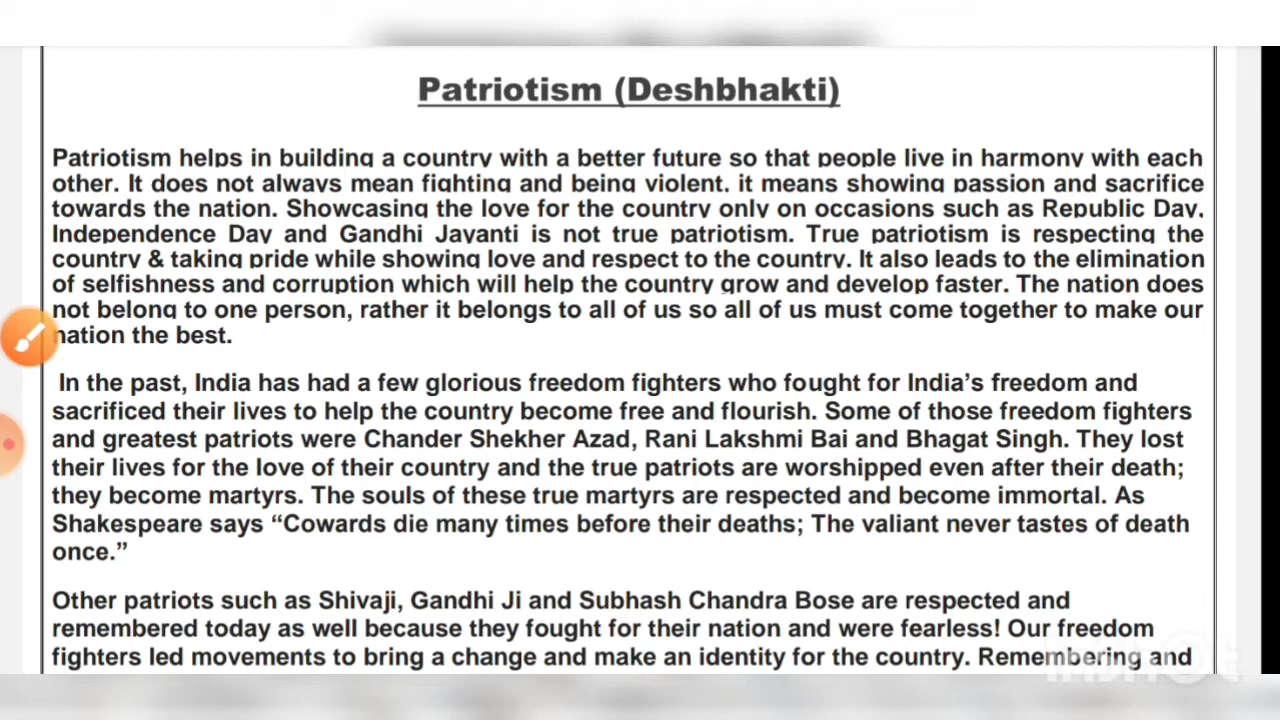 Patriotism (Deshbhakti)
Patriotism helps in building a country with a better future so that people live in harmony with each
other. It does not always mean fighting and being violent, it means showing passion and sacrifice
towards the nation. Showcasing the love for the country only on occasions such as Republic Day,
Independence Day and Gandhi Jayanti is not true patriotism. True patriotism is respecting the
country & taking pride while showing love and respect to the country. It also leads to the elimination
of selfishness and corruption which will help the country grow and develop faster. The nation does
not belong to one person, rather it belongs to all of us so all of us must come together to make our
nation the best.
In the past, India has had a few glorious freedom fighters who fought for India's freedom and
sacrificed their lives to help the country become free and flourish. Some of those freedom fighters
and greatest patriots were Chander Shekher Azad, Rani Lakshmi Bai and Bhagat Singh. They lost
their lives for the love of their country and the true patriots are worshipped even after their death;
they become martyrs. The souls of these true martyrs are respected and become immortal. As
Shakespeare says “Cowards die many times before their deaths; The valiant never tastes of death
once.”
Other patriots such as Shivaji, Gandhi Ji and Subhash Chandra Bose are respected and
remembered today as well because they fought for their nation and were fearless! Our freedom
fighters led movements to bring a change and make an identity for the country. Remembering and